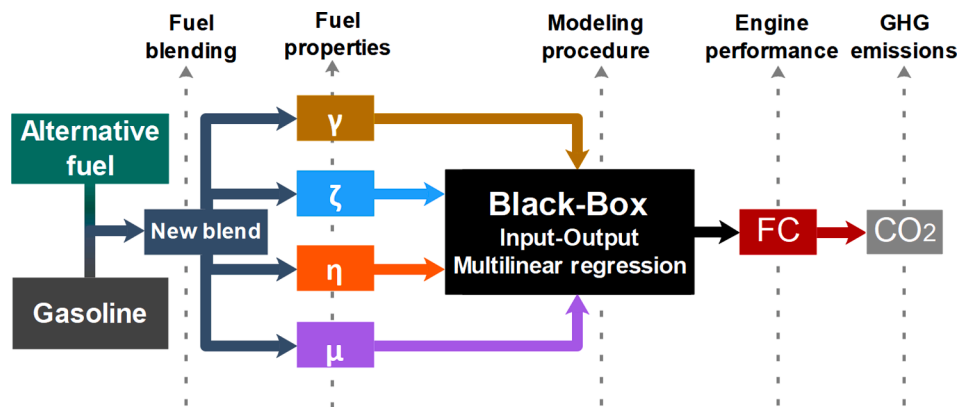 Fuel
blending
Fuel
properties
Modeling
procedure
Engine
performance
GHG
emissions
Alternative
fuel
Gasoline
New blend
γ
ζ
η
μ
Black-Box
Input-Output
Multilinear regression
FC
CO₂